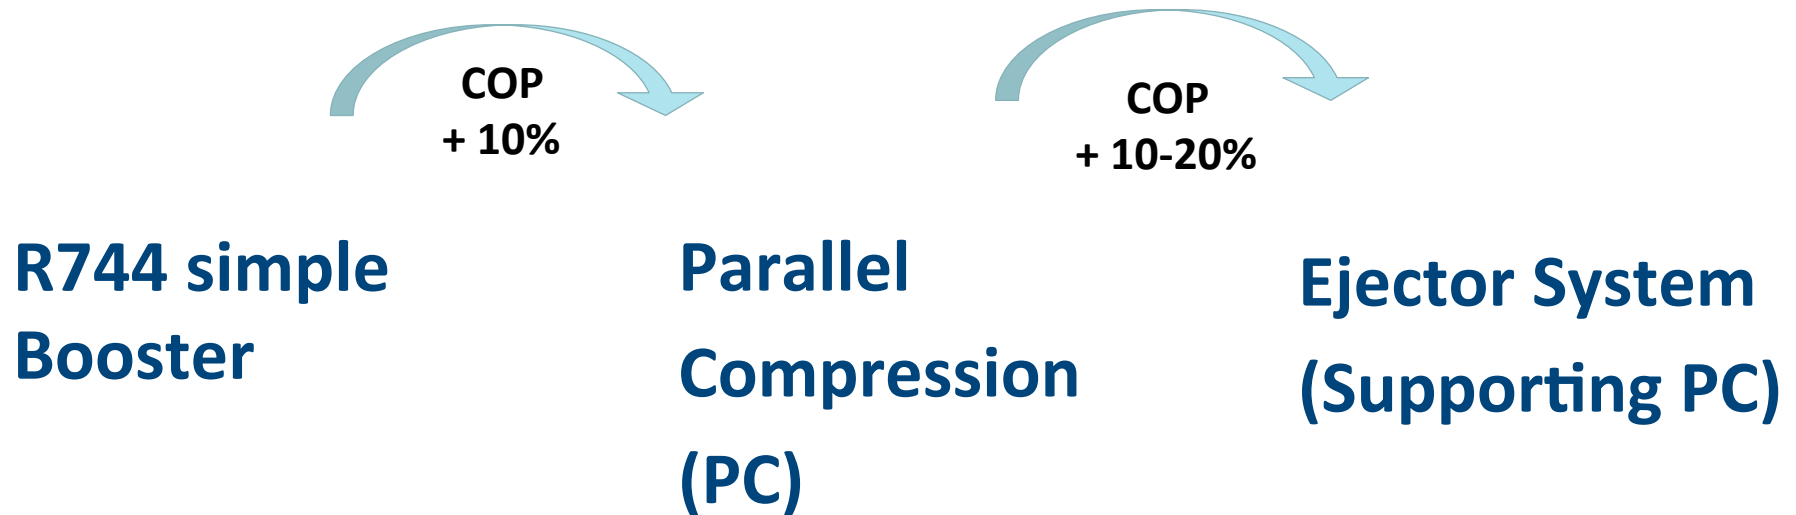 COP
+ 10%
COP
+ 10-20%
R744 simple
Booster
Parallel
Compression
(PC)
Ejector System
(Supporting PC)